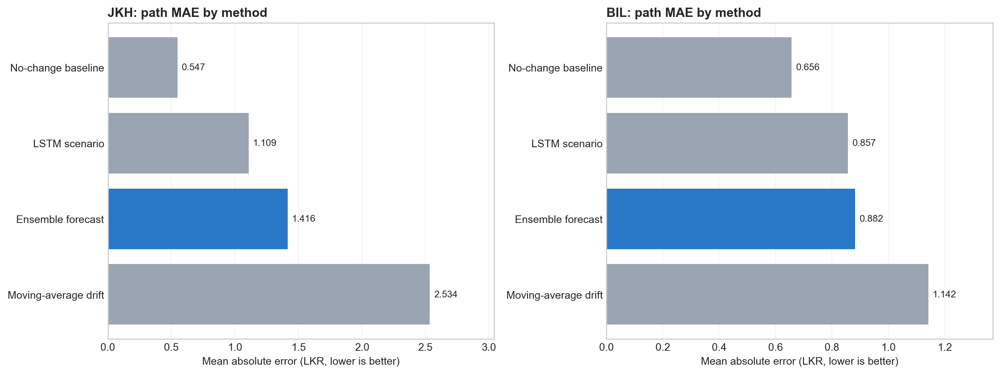 JKH: path MAE by method
No-change baseline
0.547
LSTM scenario
1.109
Ensemble forecast
1.416
Moving-average drift
2.534
0.0 0.5 1.0 1.5 2.0 2.5 3.0
Mean absolute error (LKR, lower is better)
BIL: path MAE by method
No-change baseline
0.656
LSTM scenario
0.857
Ensemble forecast
0.882
Moving-average drift
1.142
0.0 0.2 0.4 0.6 0.8 1.0 1.2
Mean absolute error (LKR, lower is better)